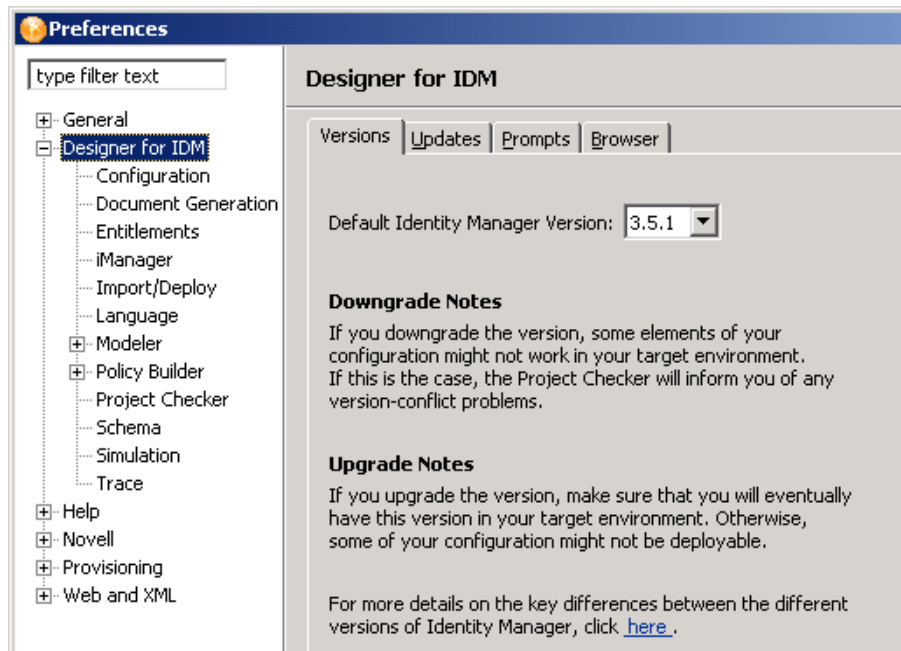 Preferences
type filter text
General
Designer for IDM
Configuration
Document Generation
Entitlements
iManager
Import/Deploy
Language
Modeler
Policy Builder
Project Checker
Schema
Simulation
Trace
Help
Novell
Provisioning
Web and XML
Designer for IDM
Versions Updates Prompts Browser
Default Identity Manager Version: 3.5.1
Downgrade Notes
If you downgrade the version, some elements of your
configuration might not work in your target environment.
If this is the case, the Project Checker will inform you of any
version-conflict problems.
Upgrade Notes
If you upgrade the version, make sure that you will eventually
have this version in your target environment. Otherwise,
some of your configuration might not be deployable.
For more details on the key differences between the different
versions of Identity Manager, click here .